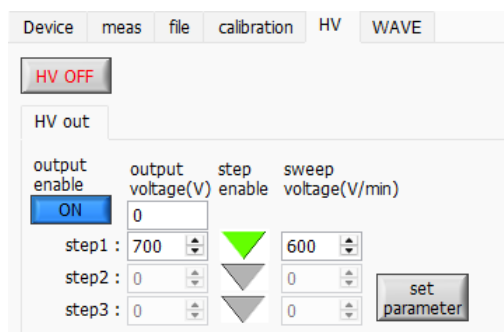 Device meas file calibration HV WAVE
HV OFF
HV out
output enable output voltage(V) step enable sweep voltage(V/min)
ON 0
step1 : 700 600
step2 : 0 0
step3 : 0 0
set parameter